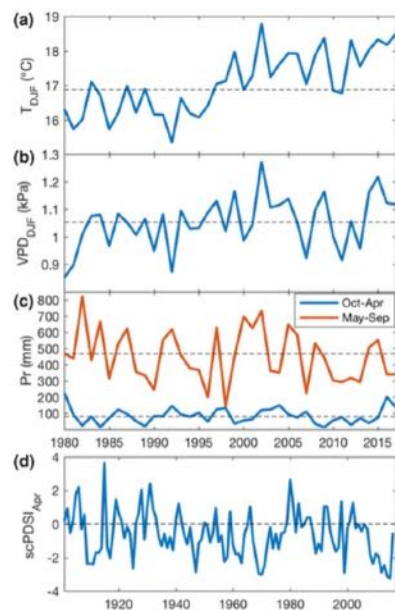 (a)
19
18
17
16
T_DJF (°C)
(b)
1.3
1.2
1.1
1
0.9
VPD_DJF (kPa)
(c)
800
700
600
500
400
300
200
100
Pr (mm)
Oct-Apr
May-Sep
1980 1985 1990 1995 2000 2005 2010 2015
(d)
4
2
0
-2
-4
scPDSI_Apr
1920 1940 1960 1980 2000